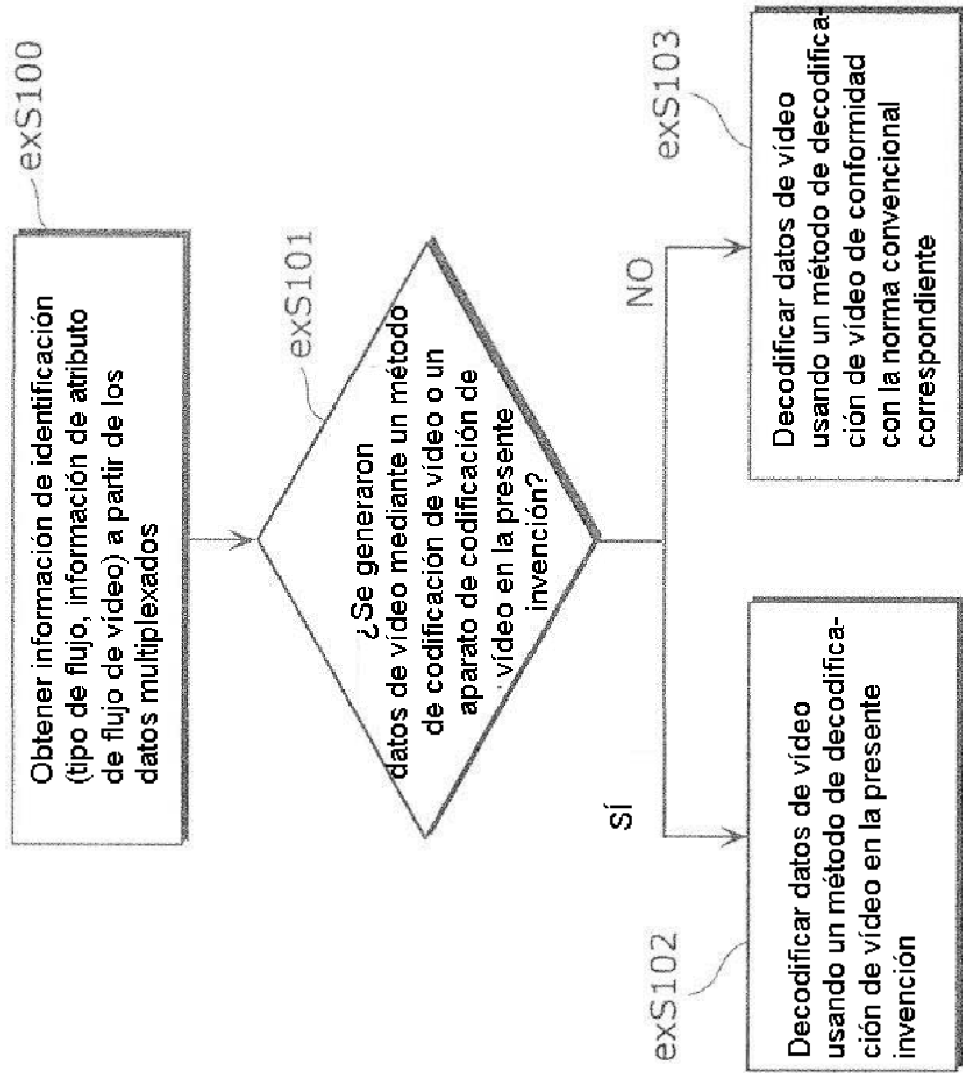 exS100
Obtener información de identificación
(tipo de flujo, información de atributo
de flujo de vídeo) a partir de los
datos multiplexados
exS101
¿Se generaron
datos de vídeo mediante un método
de codificación de vídeo o un
aparato de codificación de
vídeo en la presente
invención?
SÍ
NO
exS102
Decodificar datos de vídeo
usando un método de decodifica-
ción de vídeo en la presente
invención
exS103
Decodificar datos de vídeo
usando un método de decodifica-
ción de vídeo de conformidad
con la norma convencional
correspondiente